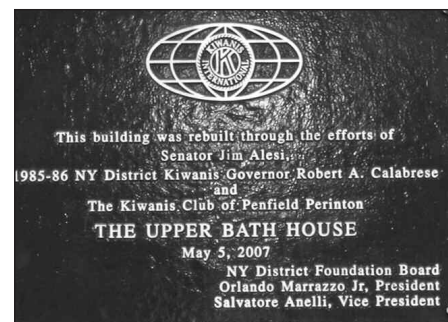 KIWANIS
INTERNATIONAL
This building was rebuilt through the efforts of
Senator Jim Alesi,
1985-86 NY District Kiwanis Governor Robert A. Calabrese
and
The Kiwanis Club of Penfield Perinton
THE UPPER BATH HOUSE
May 5, 2007
NY District Foundation Board
Orlando Marrazzo Jr, President
Salvatore Anelli, Vice President